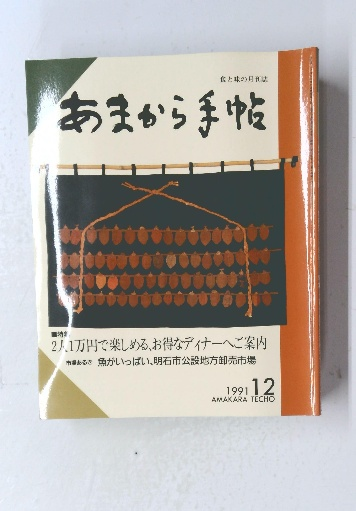 食と味の月刊誌
あまから手帖
■特集
2人1万円で楽しめる、お得なディナーへご案内
市場あるき 魚がいっぱい、明石市公設地方卸売市場
1991 12
AMAKARA TECHO